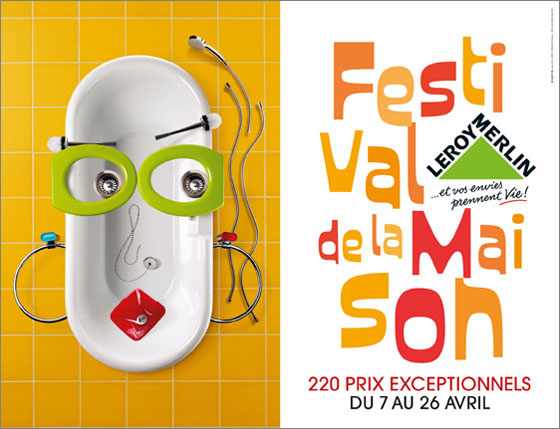 Festi
Val
de la Mai
son
LEROY MERLIN
...et vos envies
prennent Vie!
220 PRIX EXCEPTIONNELS
DU 7 AU 26 AVRIL